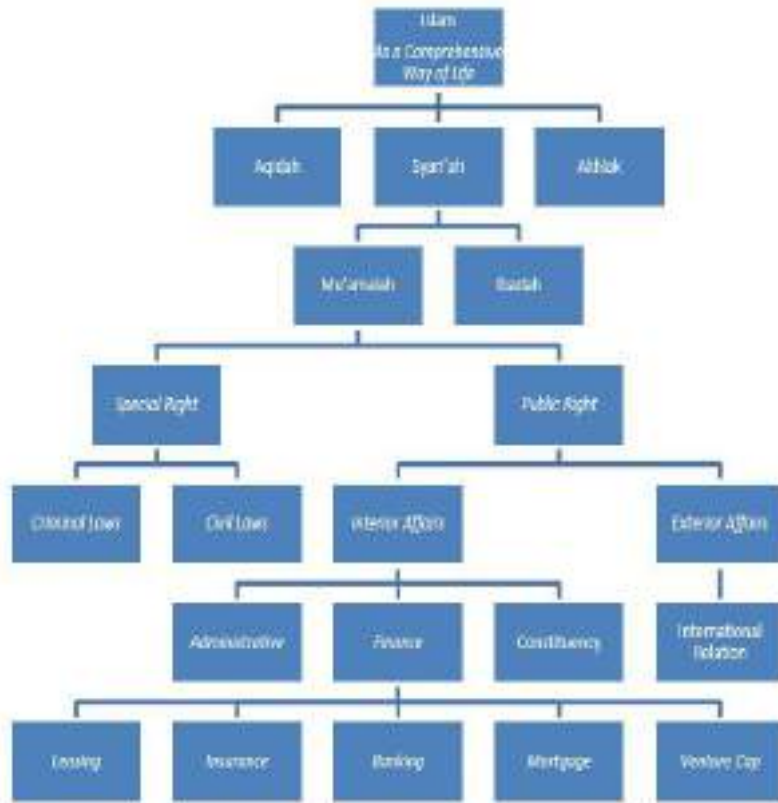 Islam
As a Comprehensive
Way of Life
Aqidah
Syari'ah
Akhlak
Mu'amalah
Ibadah
Special Right
Public Right
Criminal Laws
Civil Laws
Interior Affairs
Exterior Affairs
Administrative
Finance
Constituency
International
Relation
Leasing
Insurance
Banking
Mortgage
Venture Cap